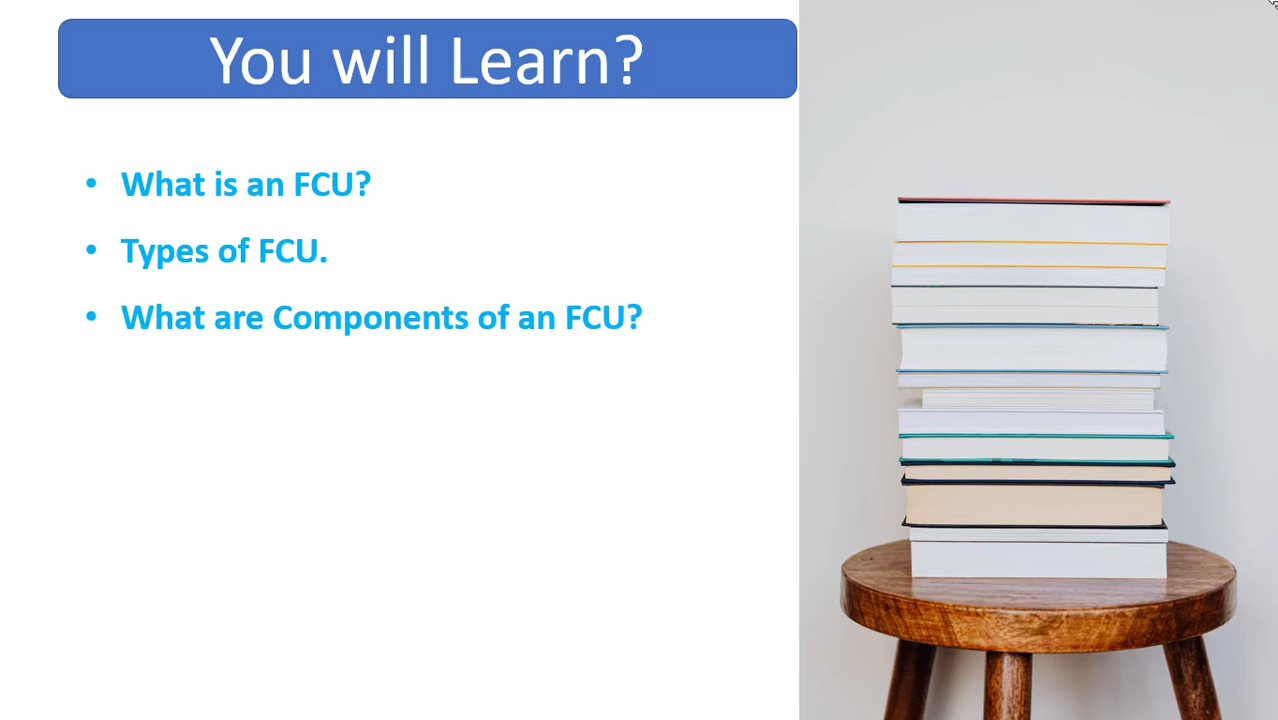 You will Learn?
• What is an FCU?
• Types of FCU.
• What are Components of an FCU?